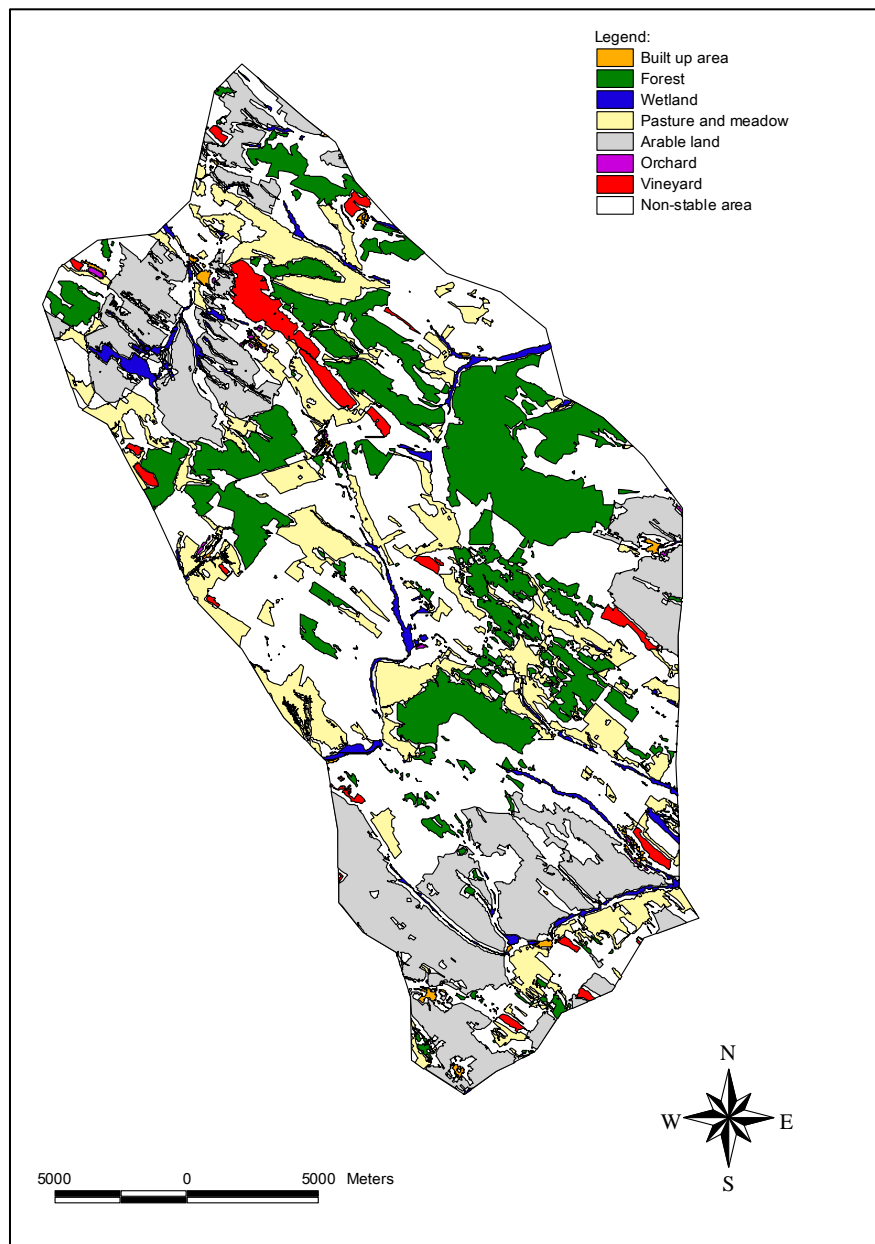 Legend:
Built up area
Forest
Wetland
Pasture and meadow
Arable land
Orchard
Vineyard
Non-stable area
N
W E
S
5000 0 5000 Meters